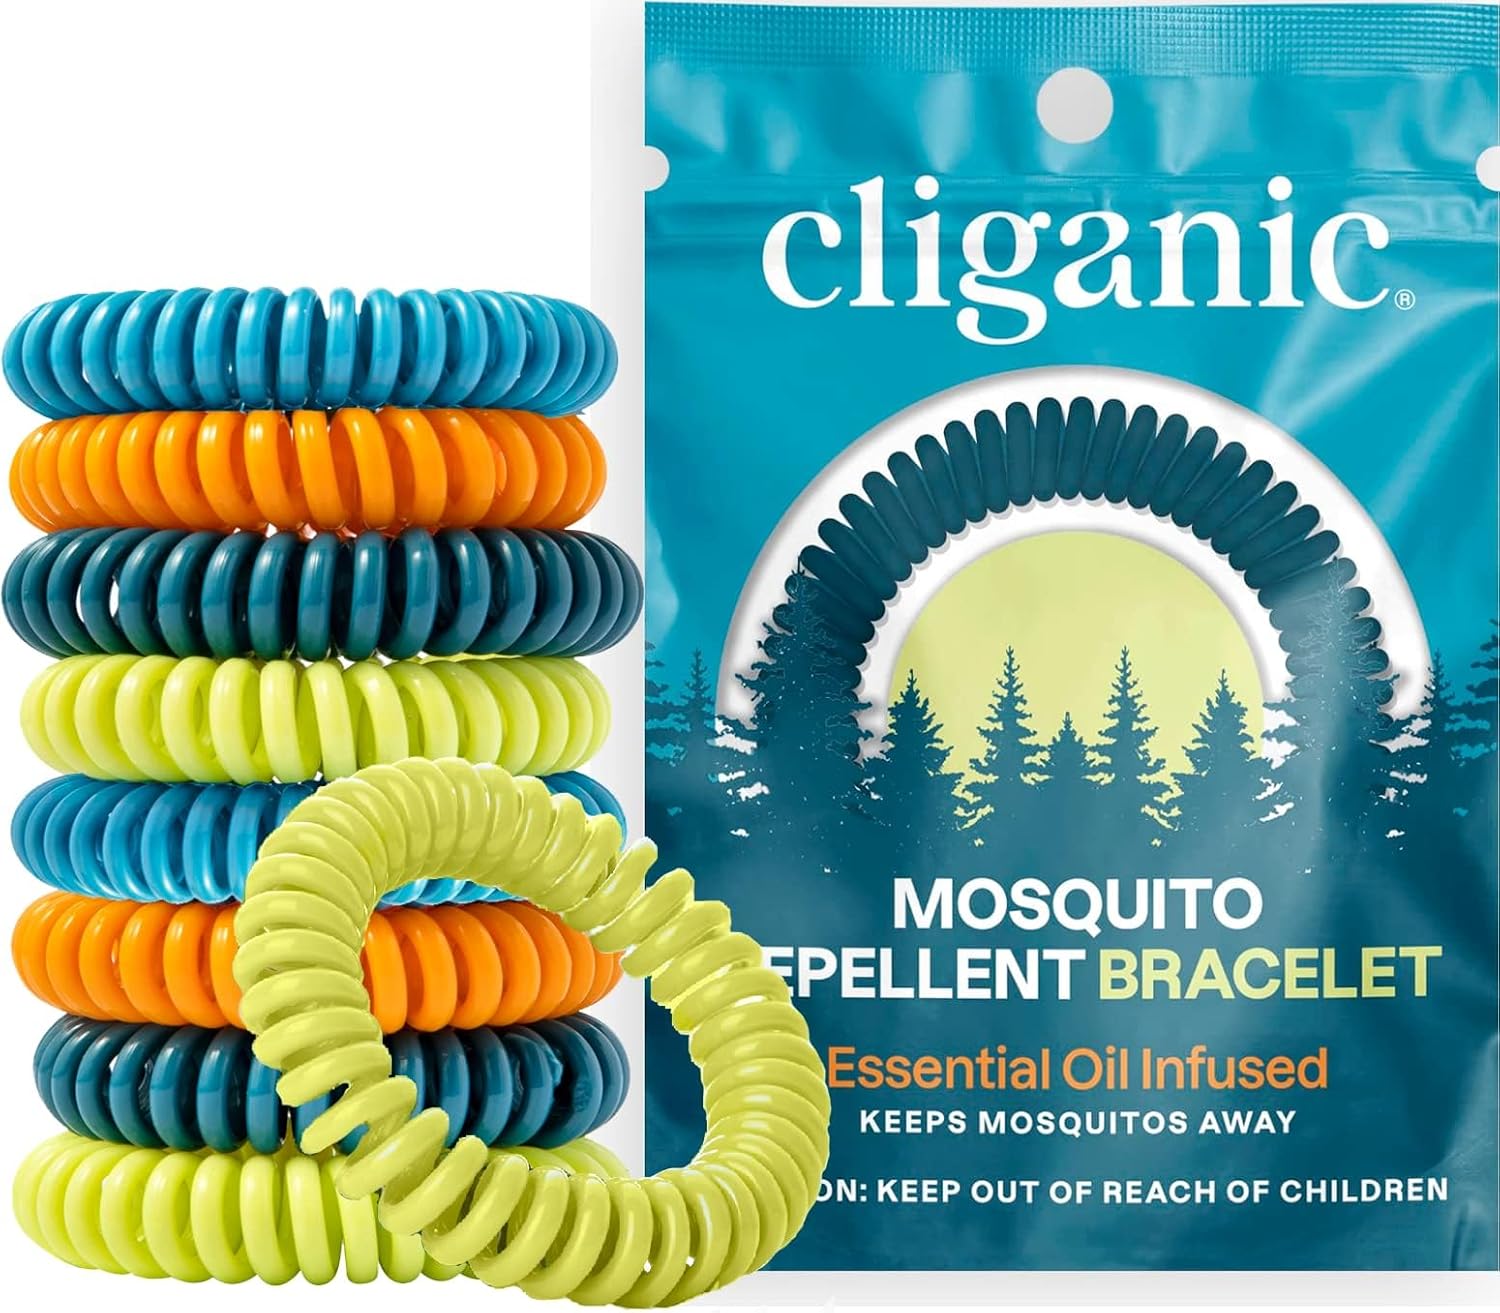 cliganic®
MOSQUITO
EPELLENT BRACELET
Essential Oil Infused
KEEPS MOSQUITOS AWAY
ON: KEEP OUT OF REACH OF CHILDREN